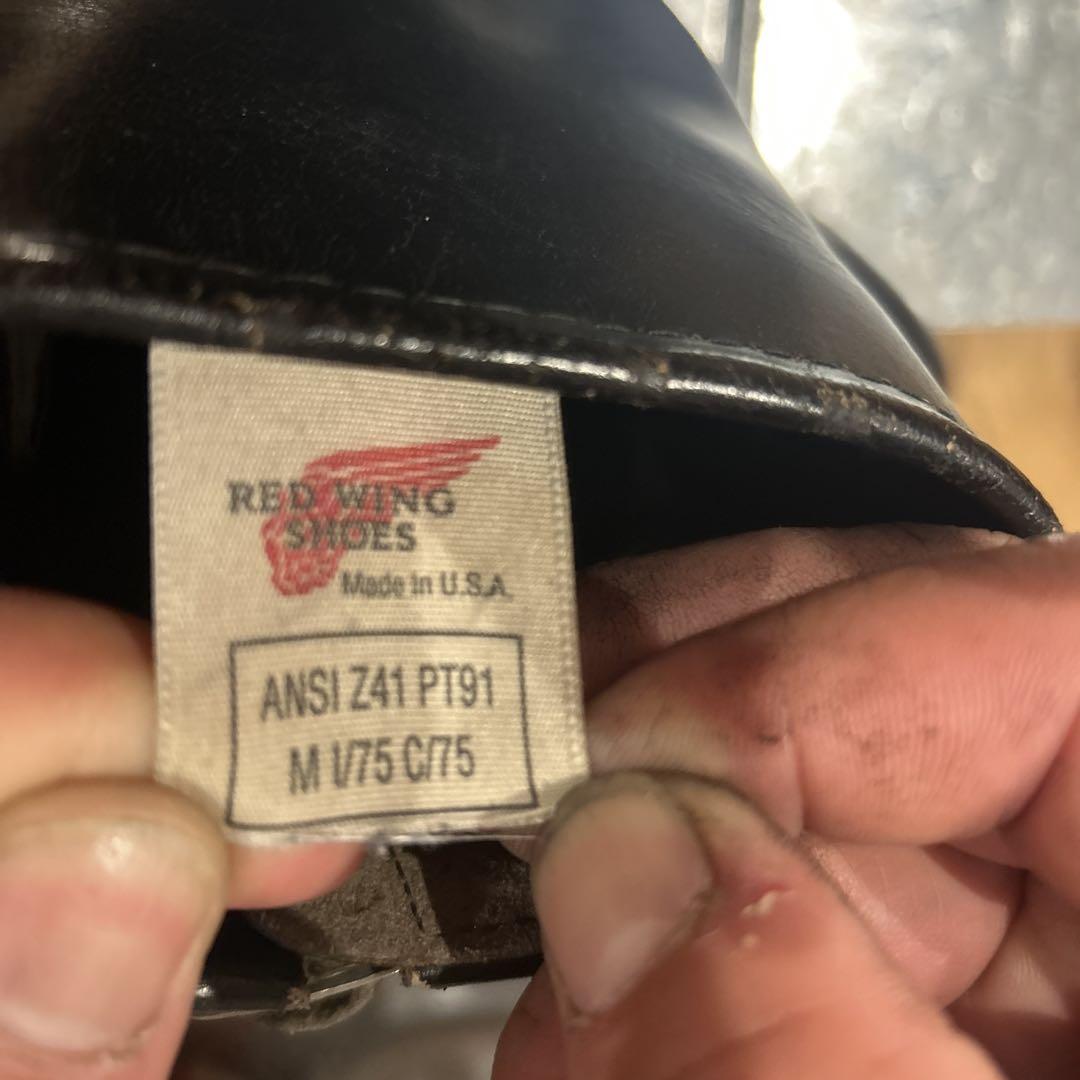 RED WING
SHOES
Made in U.S.A.
ANSI Z41 PT91
M I/75 C/75